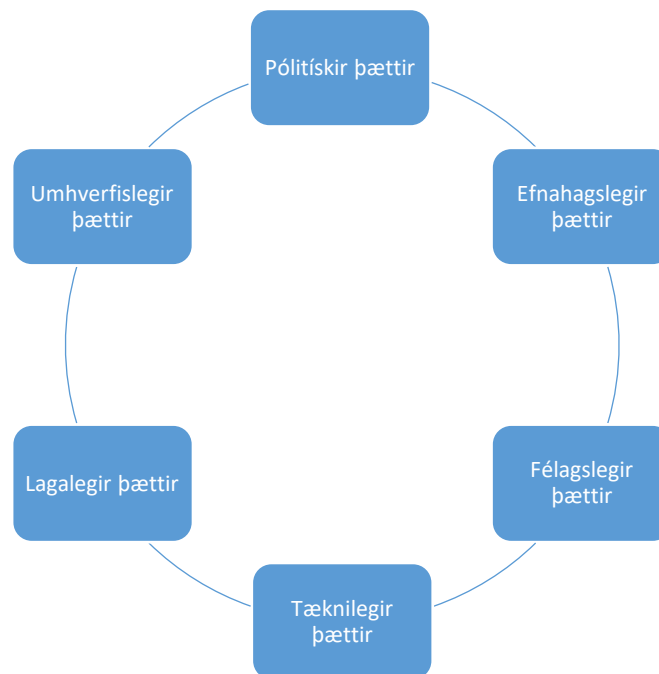 Pólitískir þættir
Efnahagslegir
þættir
Félagslegir
þættir
Tæknilegir
þættir
Lagalegir þættir
Umhverfislegir
þættir